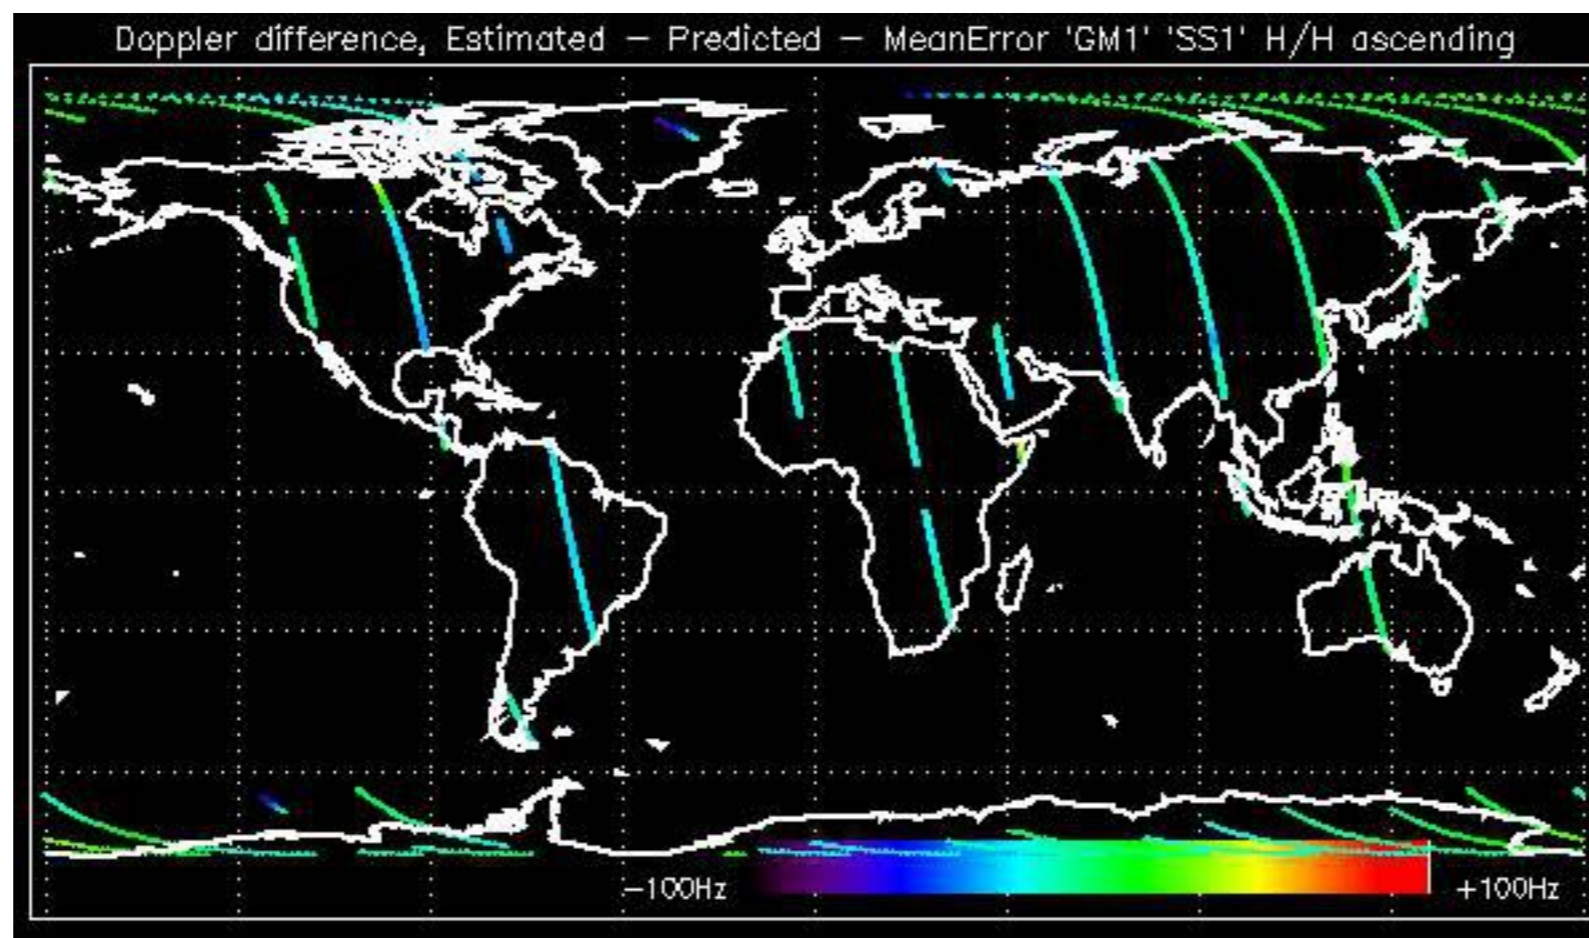 Doppler difference, Estimated – Predicted – MeanError 'GM1' 'SS1' H/H ascending
−100Hz
+100Hz